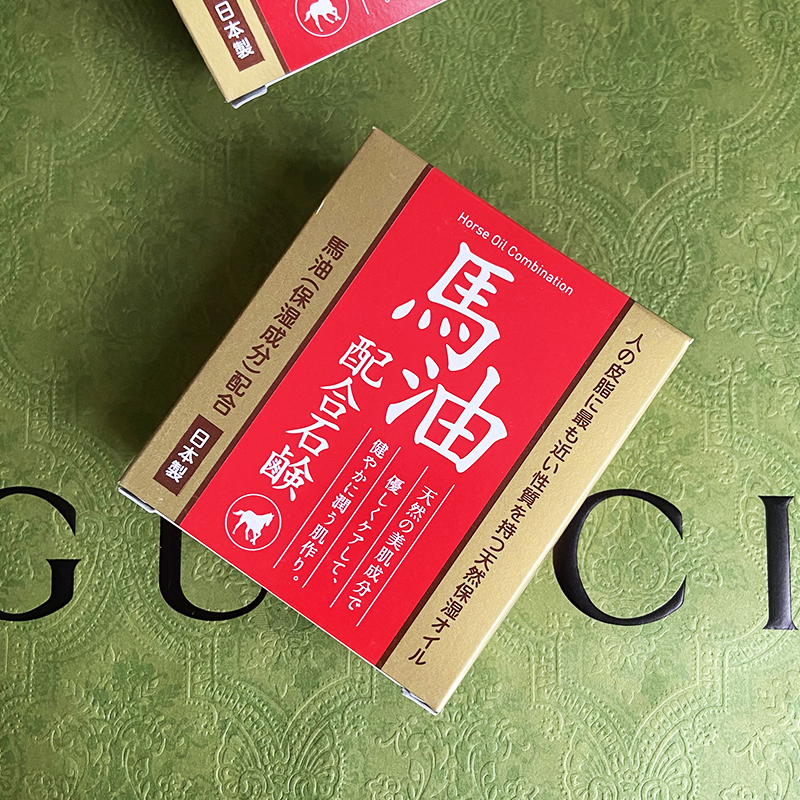 日本製
Horse Oil Combination
馬油
配合石鹸
天然の美肌成分で
優しくケアして、
健やかに潤う肌作り。
人の皮脂に最も近い性質を持つ天然保湿オイル
馬油(保湿成分)配合
日本製
GUCCI